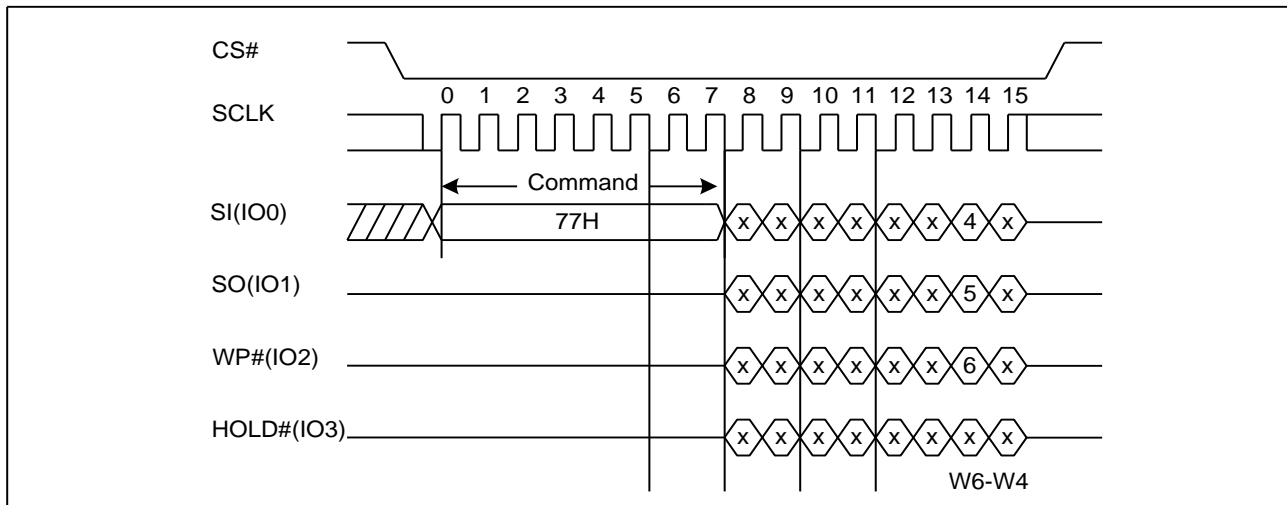 CS#
0 1 2 3 4 5 6 7 8 9 10 11 12 13 14 15
SCLK
Command
SI(IO0) 77H x x x x x x 4 x
SO(IO1) x x x x x x 5 x
WP#(IO2) x x x x x x 6 x
HOLD#(IO3) x x x x x x x x
W6-W4